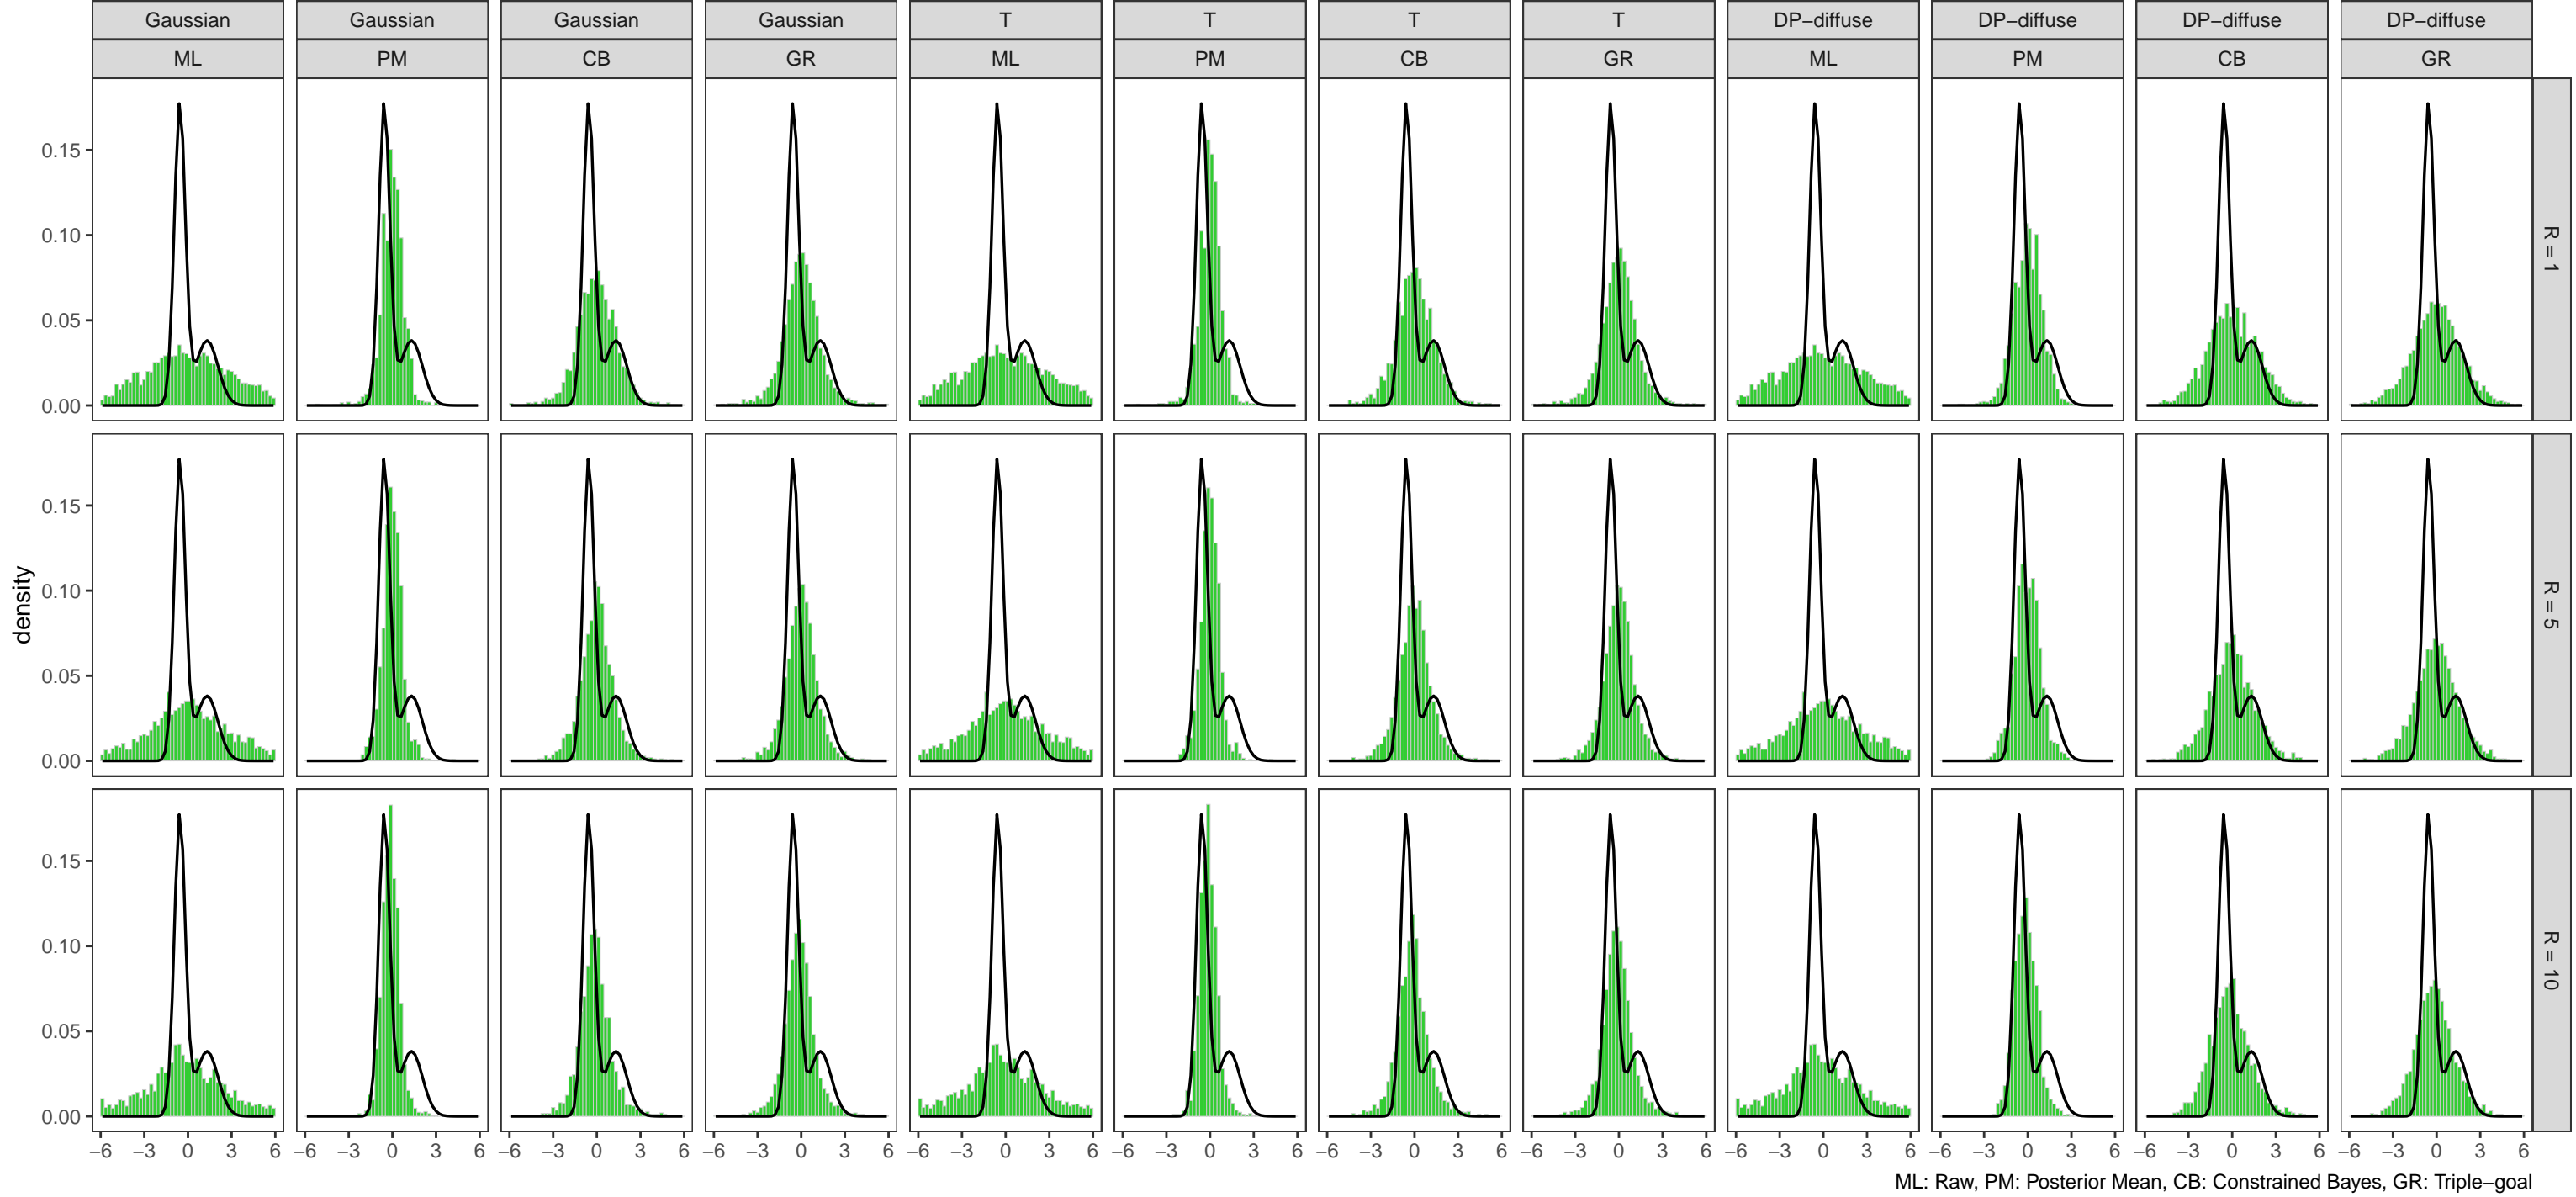 Gaussian Gaussian Gaussian Gaussian T T T T DP−diffuse DP−diffuse DP−diffuse DP−diffuse
ML PM CB GR ML PM CB GR ML PM CB GR
density
0.15
0.10
0.05
0.00
R = 1
0.15
0.10
0.05
0.00
R = 5
0.15
0.10
0.05
0.00
R = 10
−6 −3 0 3 6 −6 −3 0 3 6 −6 −3 0 3 6 −6 −3 0 3 6 −6 −3 0 3 6 −6 −3 0 3 6 −6 −3 0 3 6 −6 −3 0 3 6 −6 −3 0 3 6 −6 −3 0 3 6 −6 −3 0 3 6 −6 −3 0 3 6
ML: Raw, PM: Posterior Mean, CB: Constrained Bayes, GR: Triple−goal